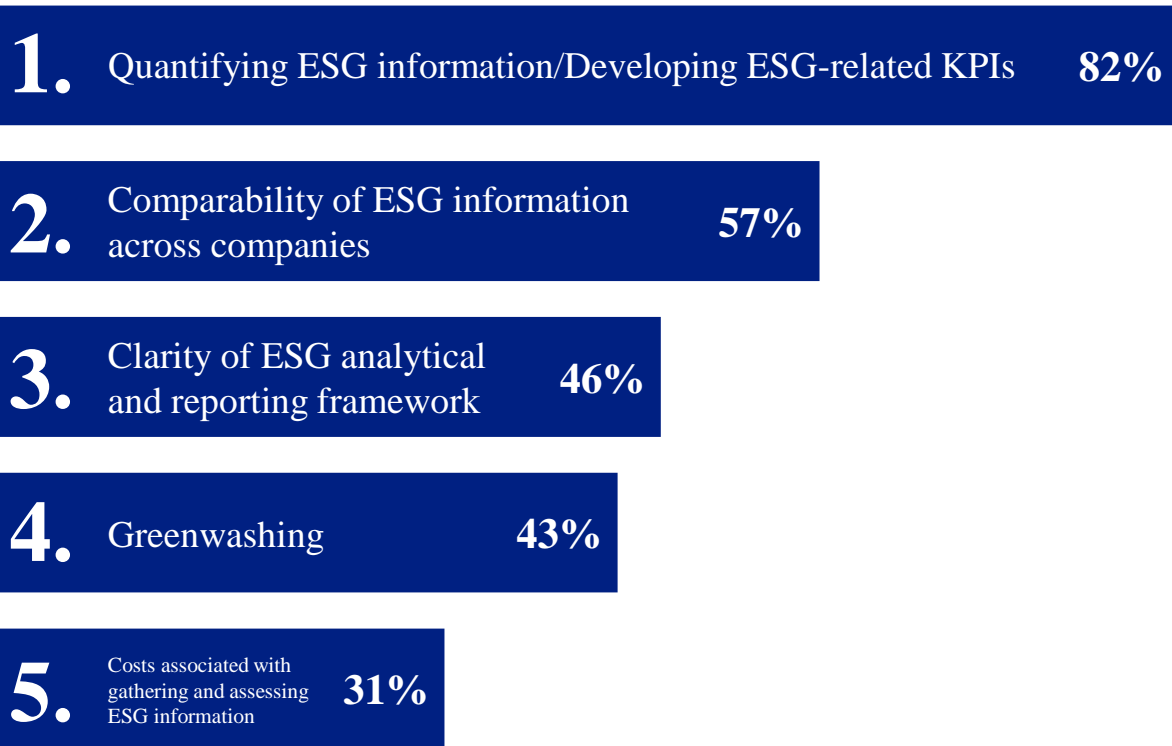 1. Quantifying ESG information/Developing ESG-related KPIs 82%
2. Comparability of ESG information
across companies 57%
3. Clarity of ESG analytical
and reporting framework 46%
4. Greenwashing 43%
5. Costs associated with
gathering and assessing
ESG information 31%